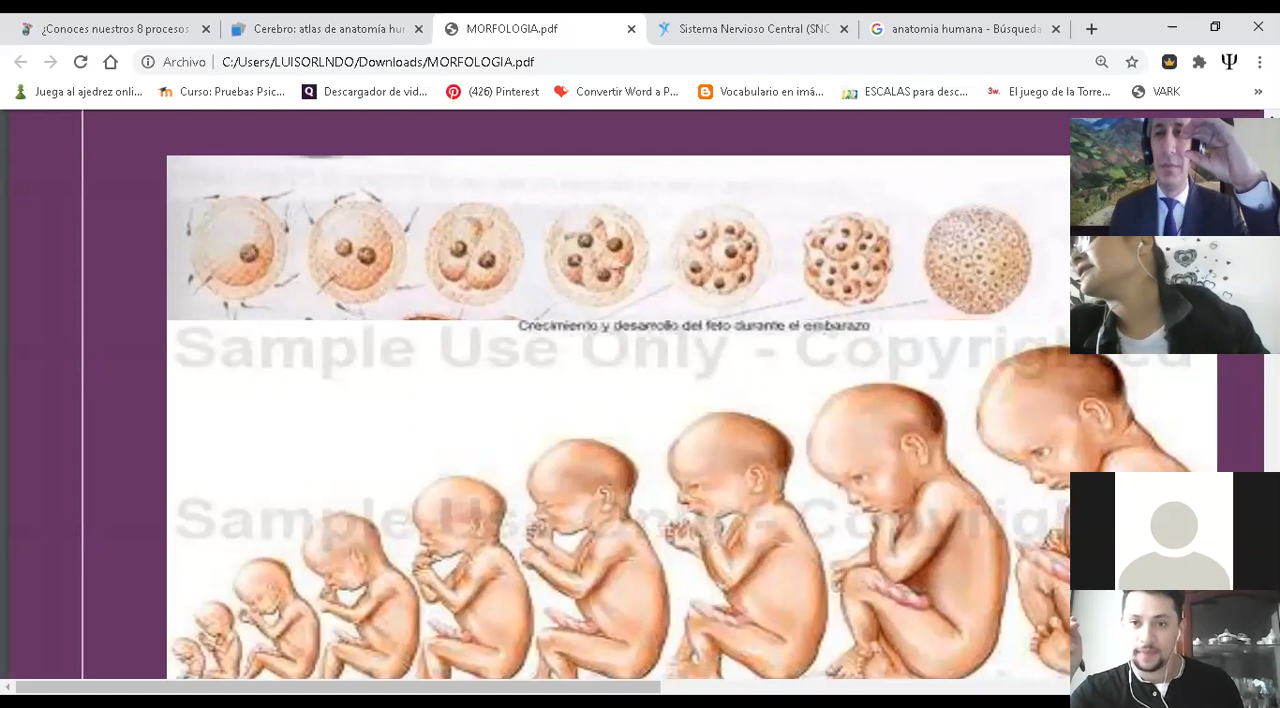 ¿Conoces nuestros 8 procesos
Cerebro: atlas de anatomía hur
MORFOLOGIA.pdf
Sistema Nervioso Central (SNC
anatomia humana - Búsqueda
Archivo
C:/Users/LUISORLNDO/Downloads/MORFOLOGIA.pdf
Juega al ajedrez onli...
Curso: Pruebas Psic...
Descargador de vid...
(426) Pinterest
Convertir Word a P...
Vocabulario en imá...
ESCALAS para desc...
3w.
El juego de la Torre...
VARK
Crecimiento y desarrollo del feto durante el embarazo
Sample Use Only - Copyrighted
Sample Use Only - Copyrigh